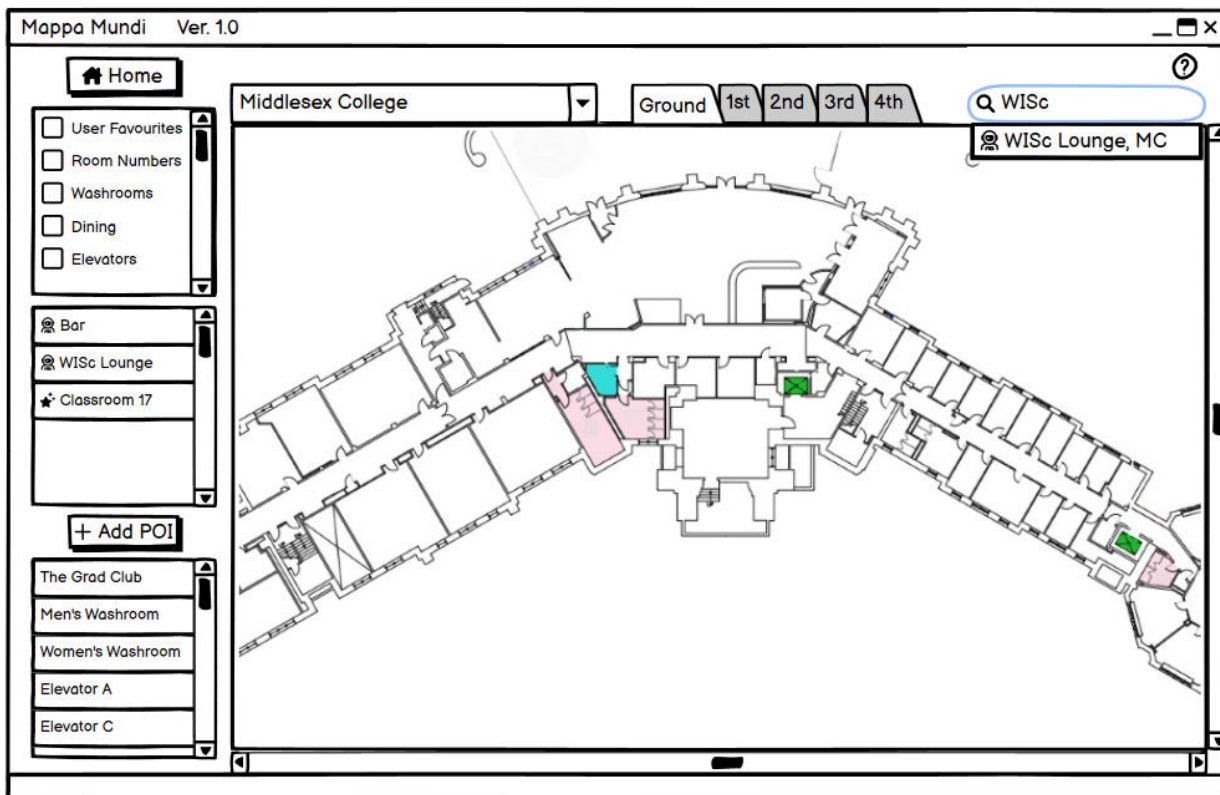 Mappa Mundi Ver. 1.0
Home
Middlesex College
Ground 1st 2nd 3rd 4th
WISc
WISc Lounge, MC
User Favourites
Room Numbers
Washrooms
Dining
Elevators
Bar
WISc Lounge
Classroom 17
+ Add POI
The Grad Club
Men's Washroom
Women's Washroom
Elevator A
Elevator C